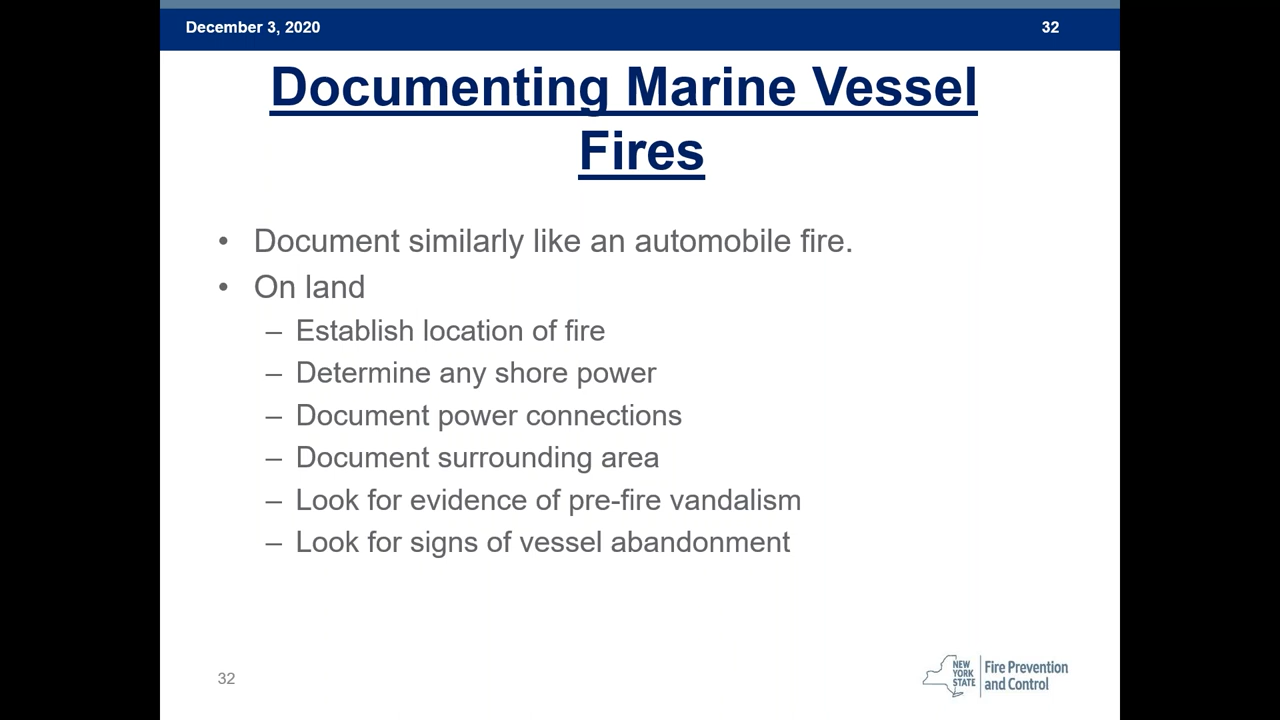 December 3, 2020 32
Documenting Marine Vessel
Fires
• Document similarly like an automobile fire.
• On land
– Establish location of fire
– Determine any shore power
– Document power connections
– Document surrounding area
– Look for evidence of pre-fire vandalism
– Look for signs of vessel abandonment
32
NEW
YORK
STATE
Fire Prevention
and Control